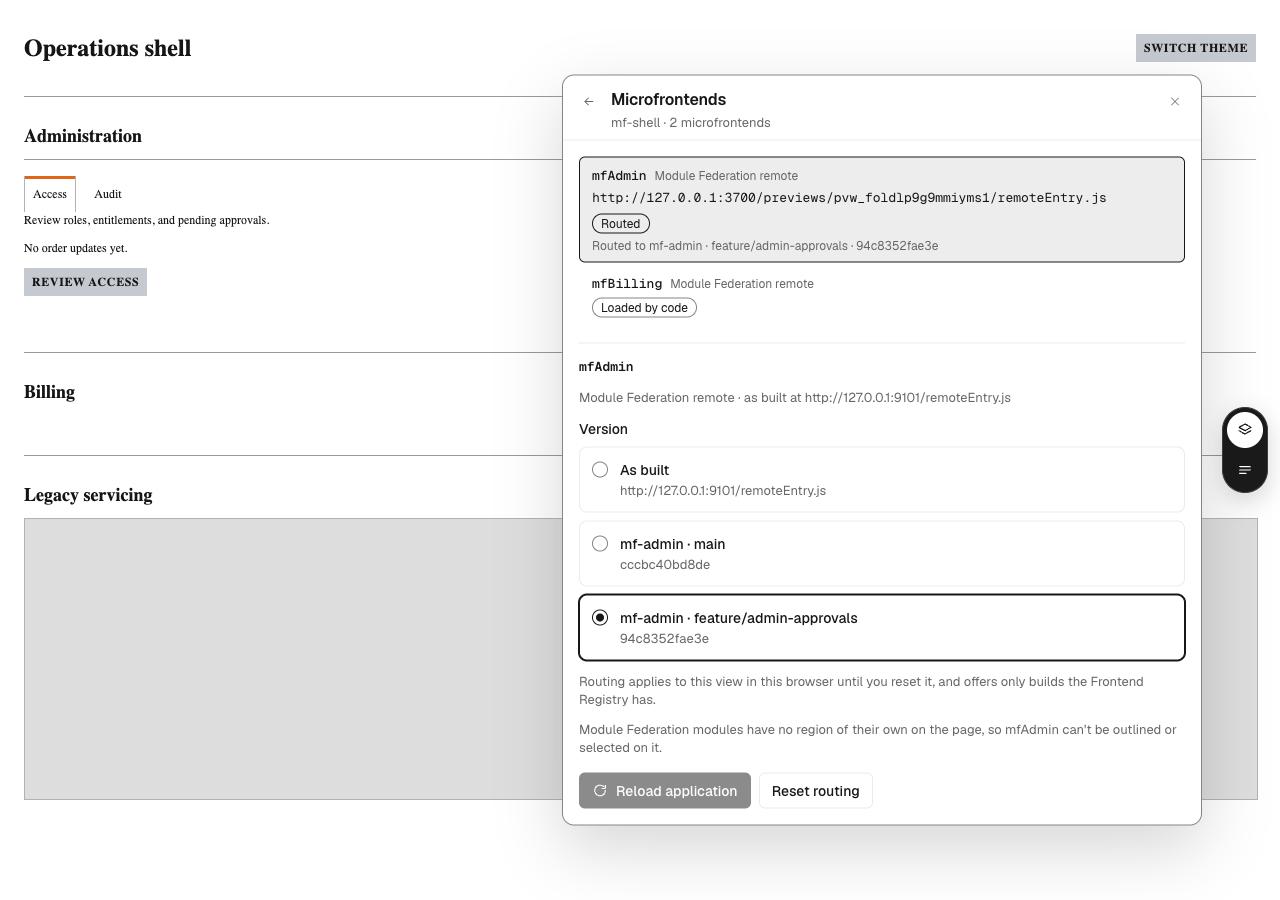 Operations shell
SWITCH THEME
Administration
Access
Audit
Review roles, entitlements, and pending approvals.
No order updates yet.
REVIEW ACCESS
Billing
Legacy servicing
Microfrontends
mf-shell · 2 microfrontends
mfAdmin Module Federation remote
http://127.0.0.1:3700/previews/pvw_foldlp9g9mmiyms1/remoteEntry.js
Routed
Routed to mf-admin · feature/admin-approvals · 94c8352fae3e
mfBilling Module Federation remote
Loaded by code
mfAdmin
Module Federation remote · as built at http://127.0.0.1:9101/remoteEntry.js
Version
As built
http://127.0.0.1:9101/remoteEntry.js
mf-admin · main
cccbc40bd8de
mf-admin · feature/admin-approvals
94c8352fae3e
Routing applies to this view in this browser until you reset it, and offers only builds the Frontend
Registry has.
Module Federation modules have no region of their own on the page, so mfAdmin can't be outlined or
selected on it.
Reload application
Reset routing